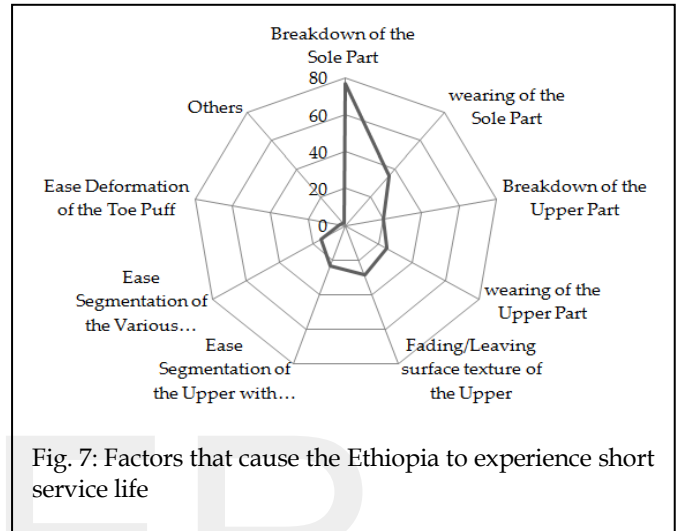 Breakdown of the
Sole Part
80
wearing of the
Sole Part
Others
60
40
Ease Deformation
of the Toe Puff
Breakdown of the
Upper Part
20
0
Ease
Segmentation of
the Various...
wearing of the
Upper Part
Ease
Segmentation of
the Upper with...
Fading/Leaving
surface texture of
the Upper
Fig. 7: Factors that cause the Ethiopia to experience short
service life